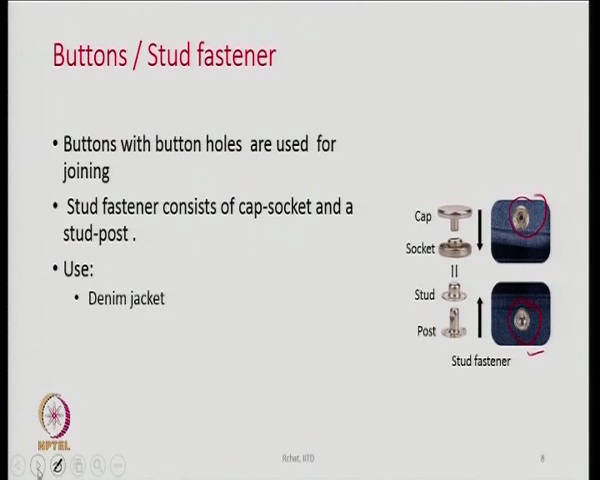 Buttons / Stud fastener
• Buttons with button holes are used for
joining
• Stud fastener consists of cap-socket and a
stud-post .
• Use:
• Denim jacket
Cap
Socket
Stud
Post
Stud fastener
NPTEL
Rchat, IITD
8